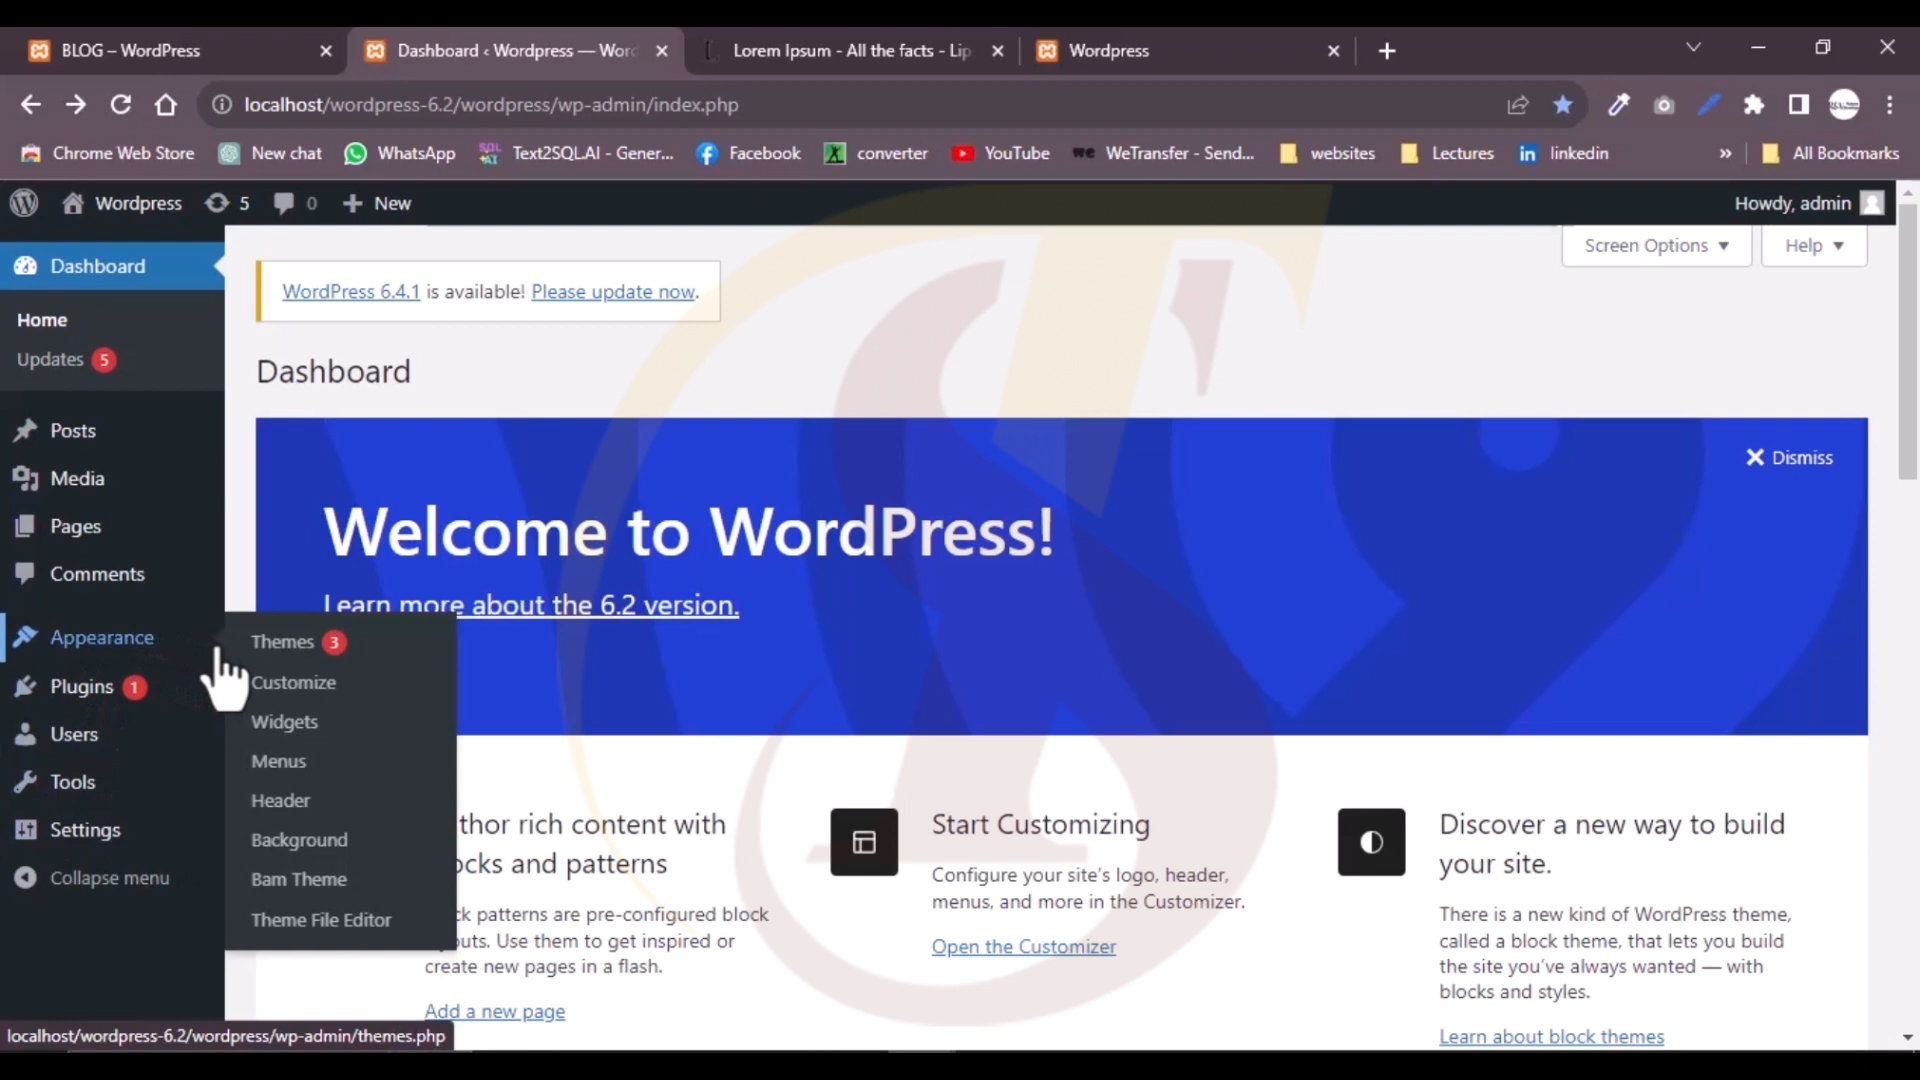 BLOG – WordPress
Dashboard ‹ Wordpress — Word
Lorem Ipsum - All the facts - Lip
Wordpress
localhost/wordpress-6.2/wordpress/wp-admin/index.php
Chrome Web Store
New chat
WhatsApp
Text2SQL.AI - Gener...
Facebook
converter
YouTube
WeTransfer - Send...
websites
Lectures
linkedin
All Bookmarks
Wordpress
5
0
New
Howdy, admin
Screen Options
Help
Dashboard
Home
Updates 5
Posts
Media
Pages
Comments
Appearance
Plugins 1
Users
Tools
Settings
Collapse menu
Themes 3
Customize
Widgets
Menus
Header
Background
Bam Theme
Theme File Editor
WordPress 6.4.1 is available! Please update now.
Dashboard
Dismiss
Welcome to WordPress!
Learn more about the 6.2 version.
thor rich content with
ocks and patterns
ck patterns are pre-configured block
outs. Use them to get inspired or
create new pages in a flash.
Add a new page
Start Customizing
Configure your site's logo, header,
menus, and more in the Customizer.
Open the Customizer
Discover a new way to build
your site.
There is a new kind of WordPress theme,
called a block theme, that lets you build
the site you've always wanted — with
blocks and styles.
Learn about block themes
localhost/wordpress-6.2/wordpress/wp-admin/themes.php